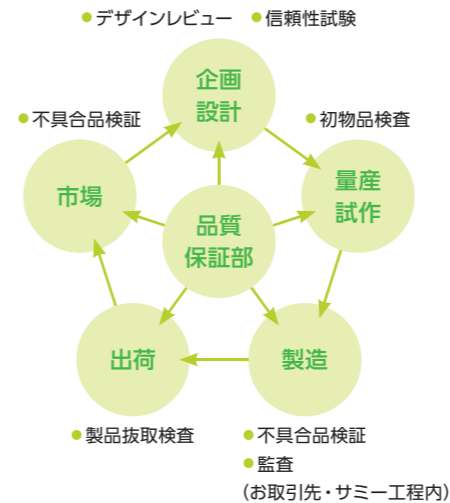 ●デザインレビュー ●信頼性試験
企画
設計
●不具合品検証
●初物品検査
市場
量産
試作
品質
保証部
出荷
製造
●製品抜取検査
●不具合品検証
●監査
(お取引先・サミー工程内)